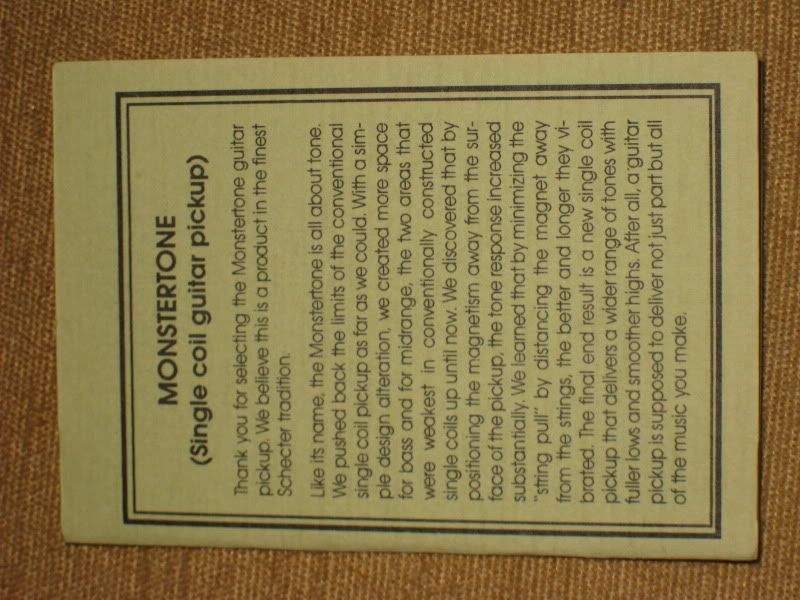 MONSTERTONE
(Single coil guitar pickup)
Thank you for selecting the Monstertone guitar
pickup. We believe this is a product in the finest
Schecter tradition.
Like its name, the Monstertone is all about tone.
We pushed back the limits of the conventional
single coil pickup as far as we could. With a sim-
ple design alteration, we created more space
for bass and for midrange, the two areas that
were weakest in conventionally constructed
single coils up until now. We discovered that by
positioning the magnetism away from the sur-
face of the pickup, the tone response increased
substantially. We learned that by minimizing the
"string pull" by distancing the magnet away
from the strings, the better and longer they vi-
brated. The final end result is a new single coil
pickup that delivers a wider range of tones with
fuller lows and smoother highs. After all, a guitar
pickup is supposed to deliver not just part but all
of the music you make.